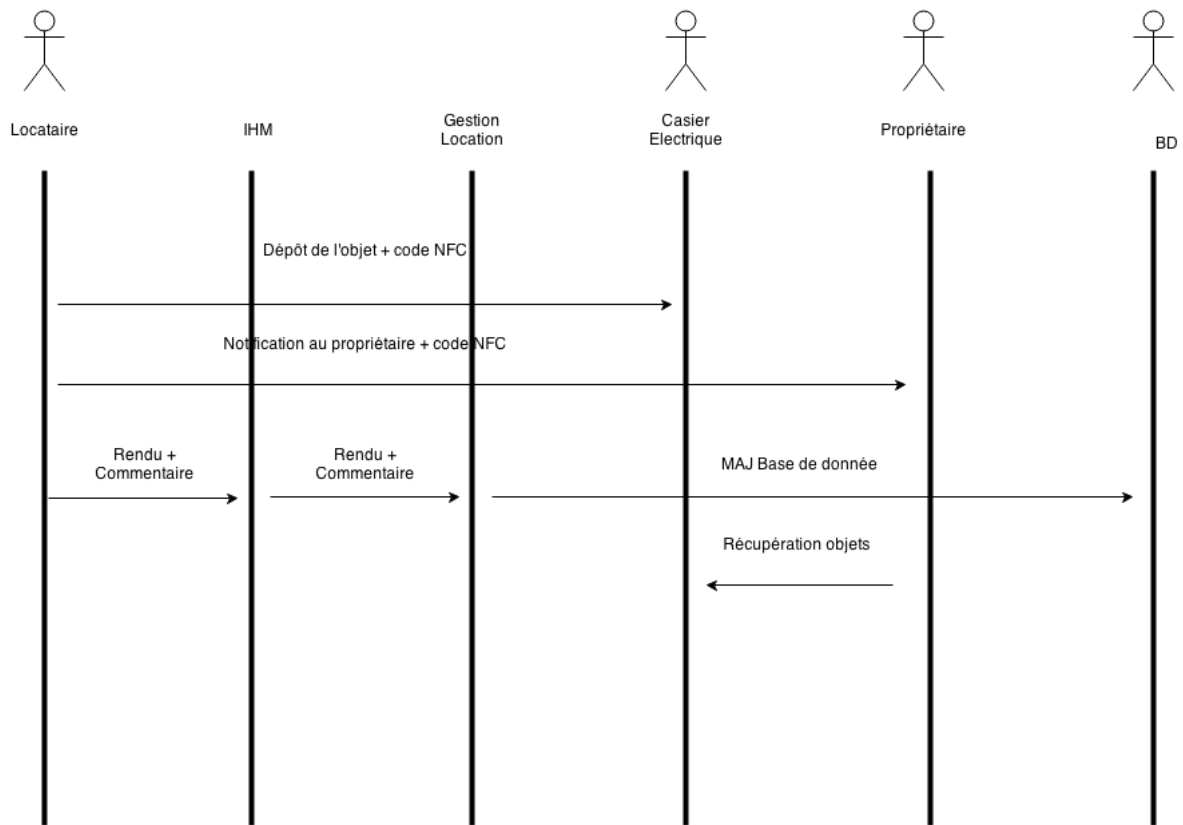 Locataire
IHM
Gestion
Location
Casier
Electrique
Propriétaire
BD
Dépôt de l'objet + code NFC
Notification au propriétaire + code NFC
Rendu +
Commentaire
Rendu +
Commentaire
MAJ Base de donnée
Récupération objets